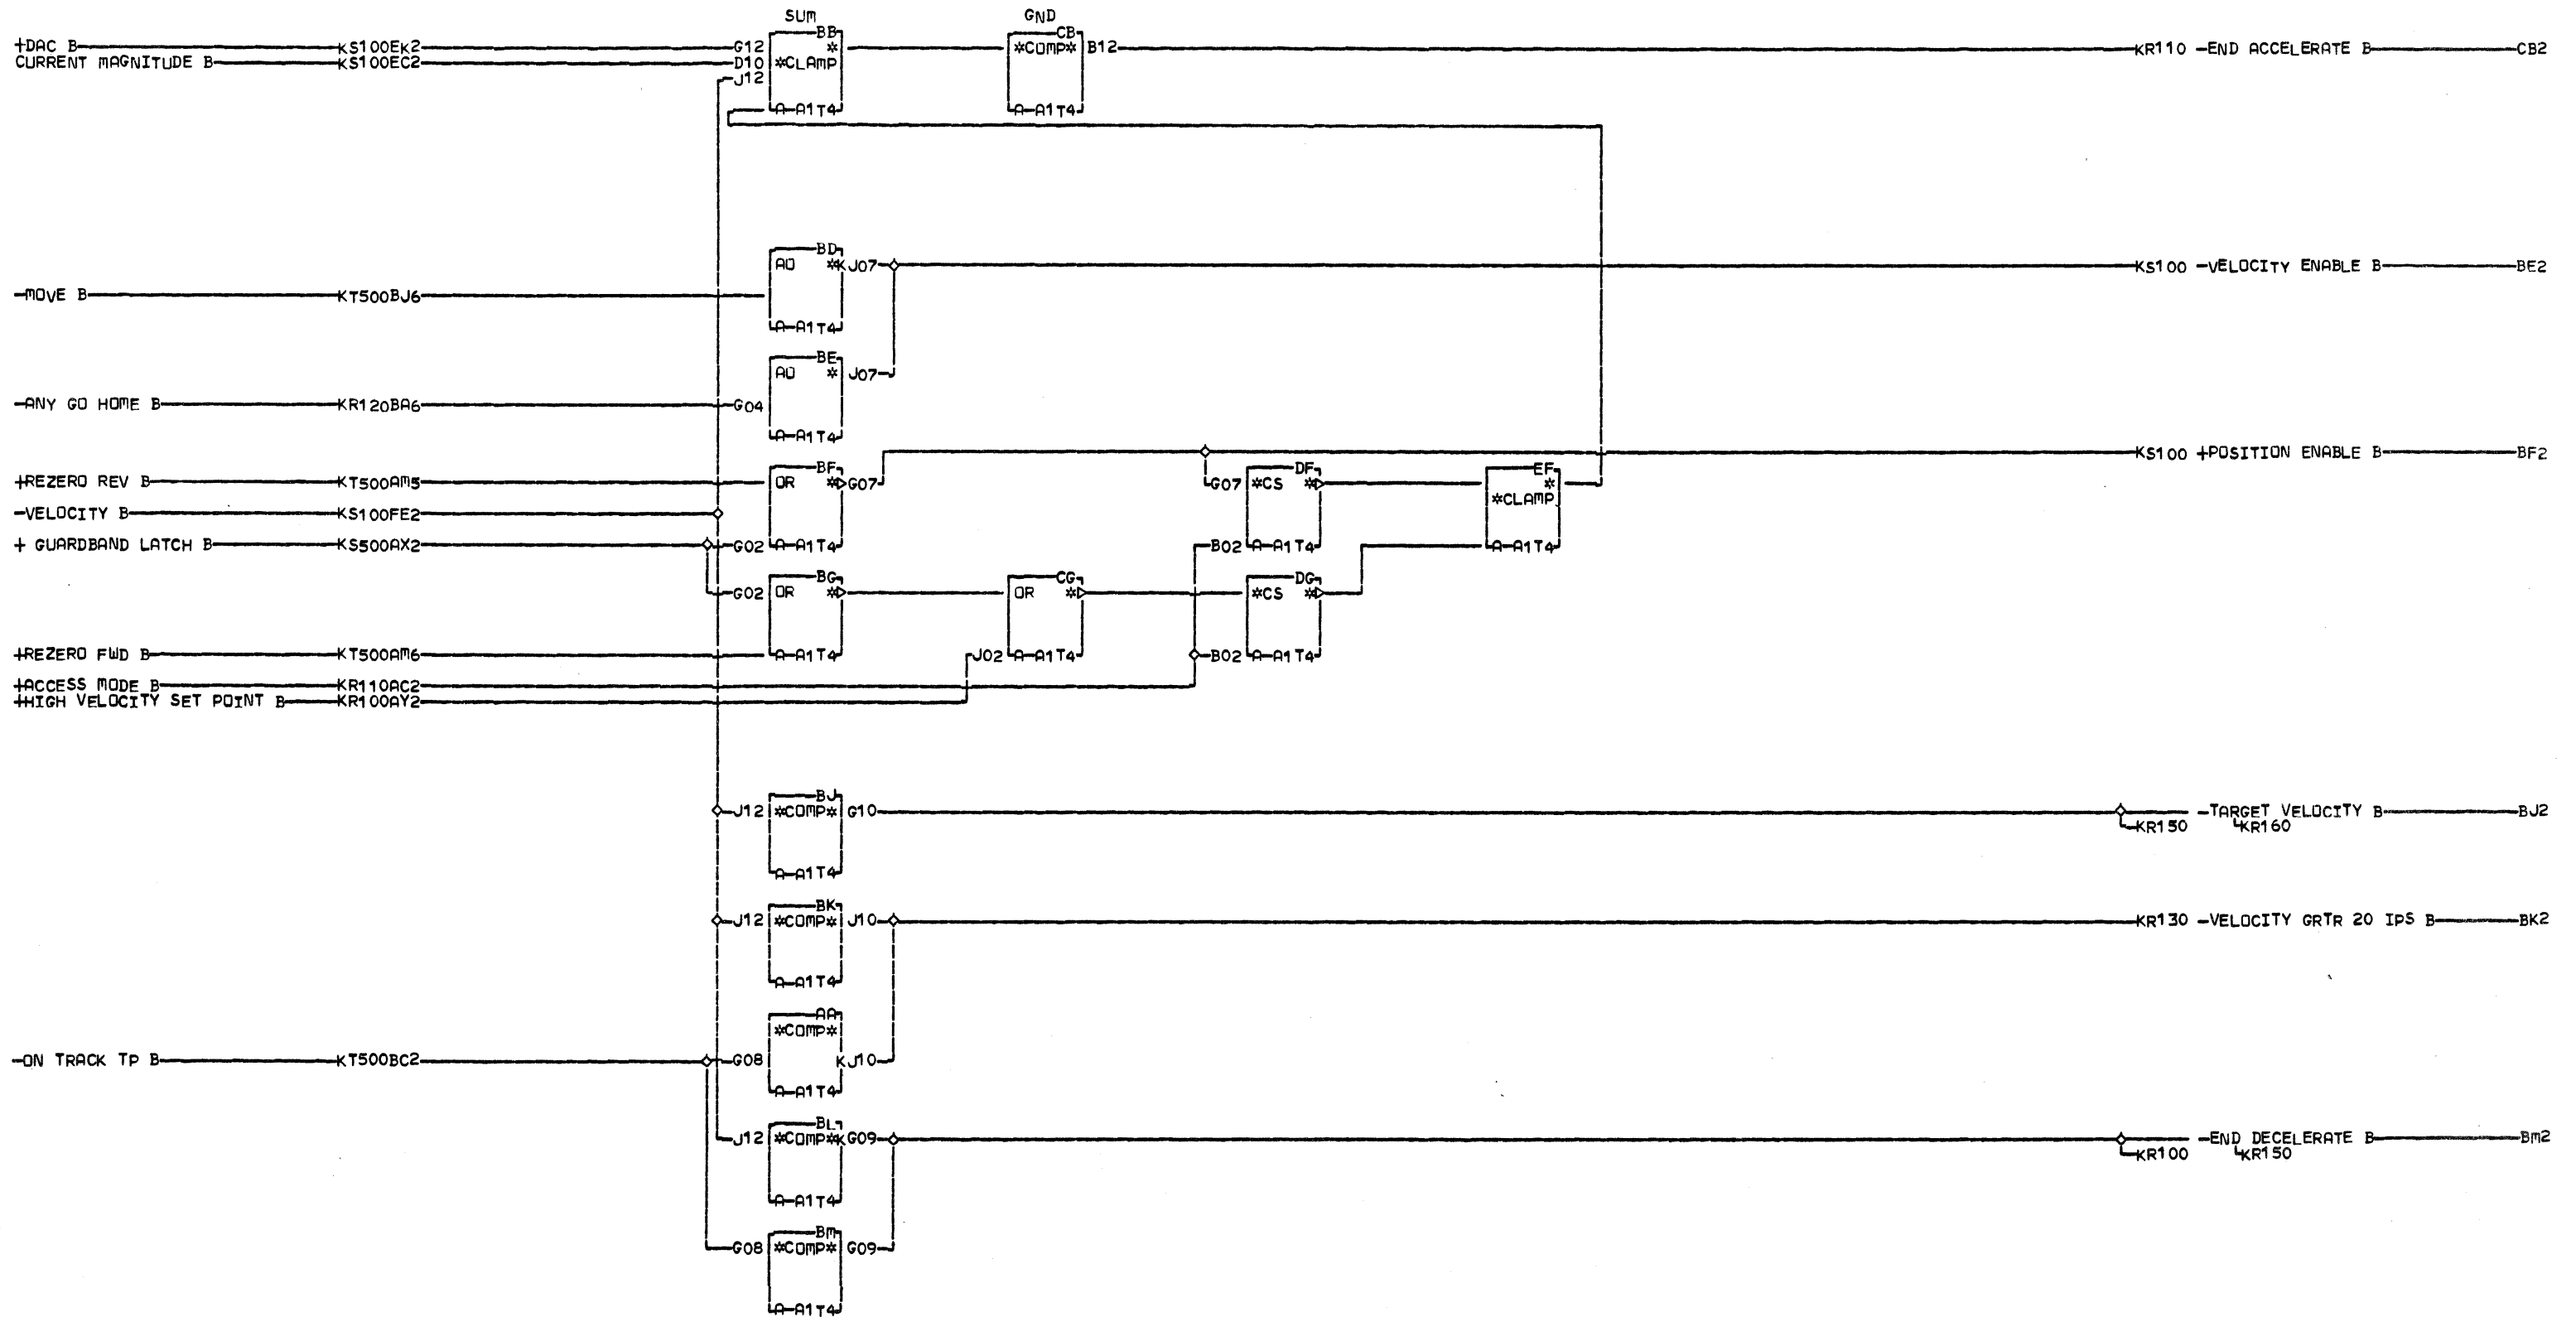 SUM GND
BB CB
+DAC B KS100EK2 G12 * *COMP* B12 KR110 -END ACCELERATE B CB2
CURRENT MAGNITUDE B KS100EC2 D10 *CLAMP
J12
A-A1T4 A-A1T4
BD
AO *K J07 KS100 -VELOCITY ENABLE B BE2
-MOVE B KT500BJ6
A-A1T4
BE
AO * J07
-ANY GO HOME B KR120BA6 G04
A-A1T4
KS100 +POSITION ENABLE B BF2
BF DF EF
+REZERO REV B KT500AM5 OR * G07 G07 *CS * *
*CLAMP
-VELOCITY B KS100FE2
+ GUARDBAND LATCH B KS500AX2 G02 A-A1T4 B02 A-A1T4 A-A1T4
BG CG DG
G02 OR * OR * *CS *
+REZERO FWD B KT500AM6 A-A1T4 J02 A-A1T4 B02 A-A1T4
+ACCESS MODE B KR110AC2
+HIGH VELOCITY SET POINT B KR100AY2
BJ
J12 *COMP* G10 -TARGET VELOCITY B BJ2
KR150 KR160
A-A1T4
BK
J12 *COMP* J10 KR130 -VELOCITY GRTR 20 IPS B BK2
A-A1T4
AA
*COMP*
-ON TRACK TP B KT500BC2 G08 K J10
A-A1T4
BL
J12 *COMP*K G09 -END DECELERATE B BM2
KR100 KR150
A-A1T4
BM
G08 *COMP* G09
A-A1T4